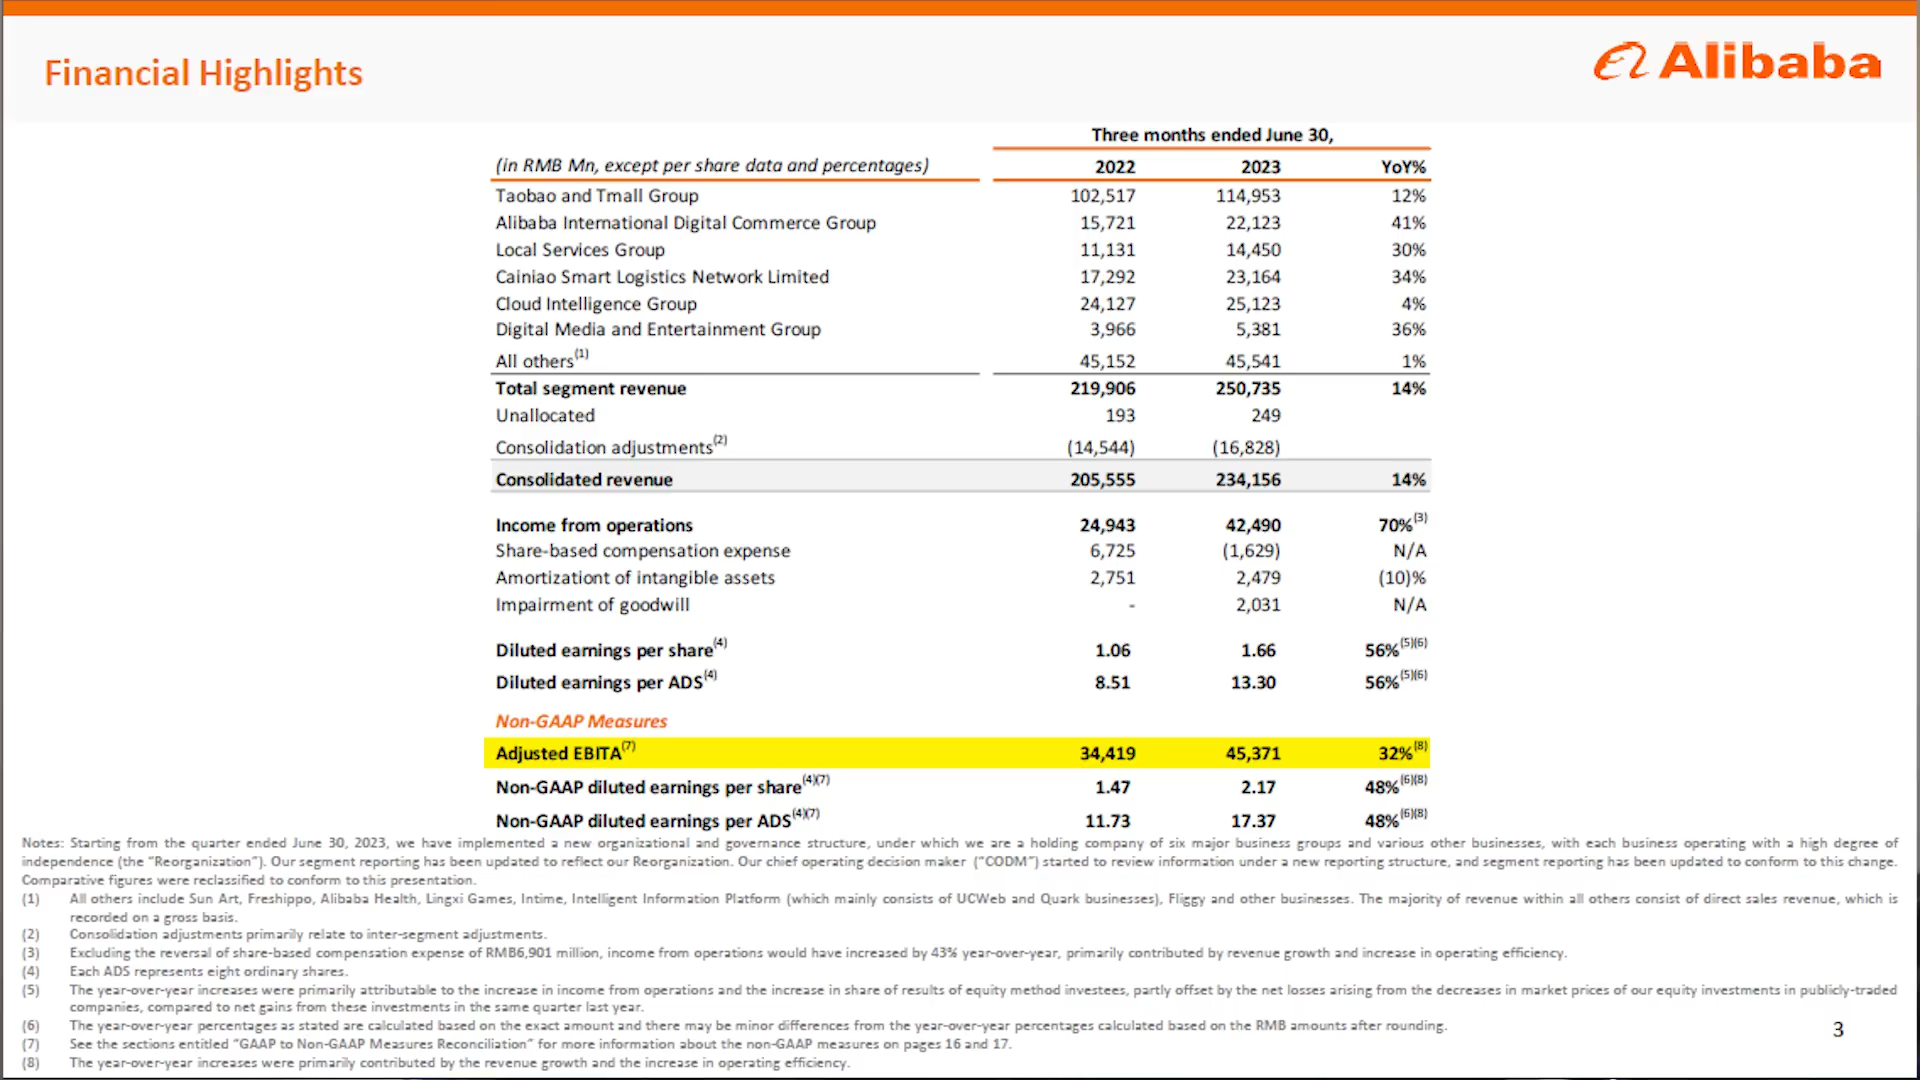 Financial Highlights
Alibaba
Three months ended June 30,
(in RMB Mn, except per share data and percentages) 2022 2023 YoY%
Taobao and Tmall Group 102,517 114,953 12%
Alibaba International Digital Commerce Group 15,721 22,123 41%
Local Services Group 11,131 14,450 30%
Cainiao Smart Logistics Network Limited 17,292 23,164 34%
Cloud Intelligence Group 24,127 25,123 4%
Digital Media and Entertainment Group 3,966 5,381 36%
All others(1) 45,152 45,541 1%
Total segment revenue 219,906 250,735 14%
Unallocated 193 249
Consolidation adjustments(2) (14,544) (16,828)
Consolidated revenue 205,555 234,156 14%
Income from operations 24,943 42,490 70%(3)
Share-based compensation expense 6,725 (1,629) N/A
Amortizationt of intangible assets 2,751 2,479 (10)%
Impairment of goodwill - 2,031 N/A
Diluted earnings per share(4) 1.06 1.66 56%(5)(6)
Diluted earnings per ADS(4) 8.51 13.30 56%(5)(6)
Non-GAAP Measures
Adjusted EBITA(7) 34,419 45,371 32%(8)
Non-GAAP diluted earnings per share(4)(7) 1.47 2.17 48%(6)(8)
Non-GAAP diluted earnings per ADS(4)(7) 11.73 17.37 48%(6)(8)
Notes: Starting from the quarter ended June 30, 2023, we have implemented a new organizational and governance structure, under which we are a holding company of six major business groups and various other businesses, with each business operating with a high degree of
independence (the “Reorganization”). Our segment reporting has been updated to reflect our Reorganization. Our chief operating decision maker (“CODM”) started to review information under a new reporting structure, and segment reporting has been updated to conform to this change.
Comparative figures were reclassified to conform to this presentation.
(1) All others include Sun Art, Freshippo, Alibaba Health, Lingxi Games, Intime, Intelligent Information Platform (which mainly consists of UCWeb and Quark businesses), Fliggy and other businesses. The majority of revenue within all others consist of direct sales revenue, which is
recorded on a gross basis.
(2) Consolidation adjustments primarily relate to inter-segment adjustments.
(3) Excluding the reversal of share-based compensation expense of RMB6,901 million, income from operations would have increased by 43% year-over-year, primarily contributed by revenue growth and increase in operating efficiency.
(4) Each ADS represents eight ordinary shares.
(5) The year-over-year increases were primarily attributable to the increase in income from operations and the increase in share of results of equity method investees, partly offset by the net losses arising from the decreases in market prices of our equity investments in publicly-traded
companies, compared to net gains from these investments in the same quarter last year.
(6) The year-over-year percentages as stated are calculated based on the exact amount and there may be minor differences from the year-over-year percentages calculated based on the RMB amounts after rounding.
(7) See the sections entitled “GAAP to Non-GAAP Measures Reconciliation” for more information about the non-GAAP measures on pages 16 and 17.
(8) The year-over-year increases were primarily contributed by the revenue growth and the increase in operating efficiency.
3